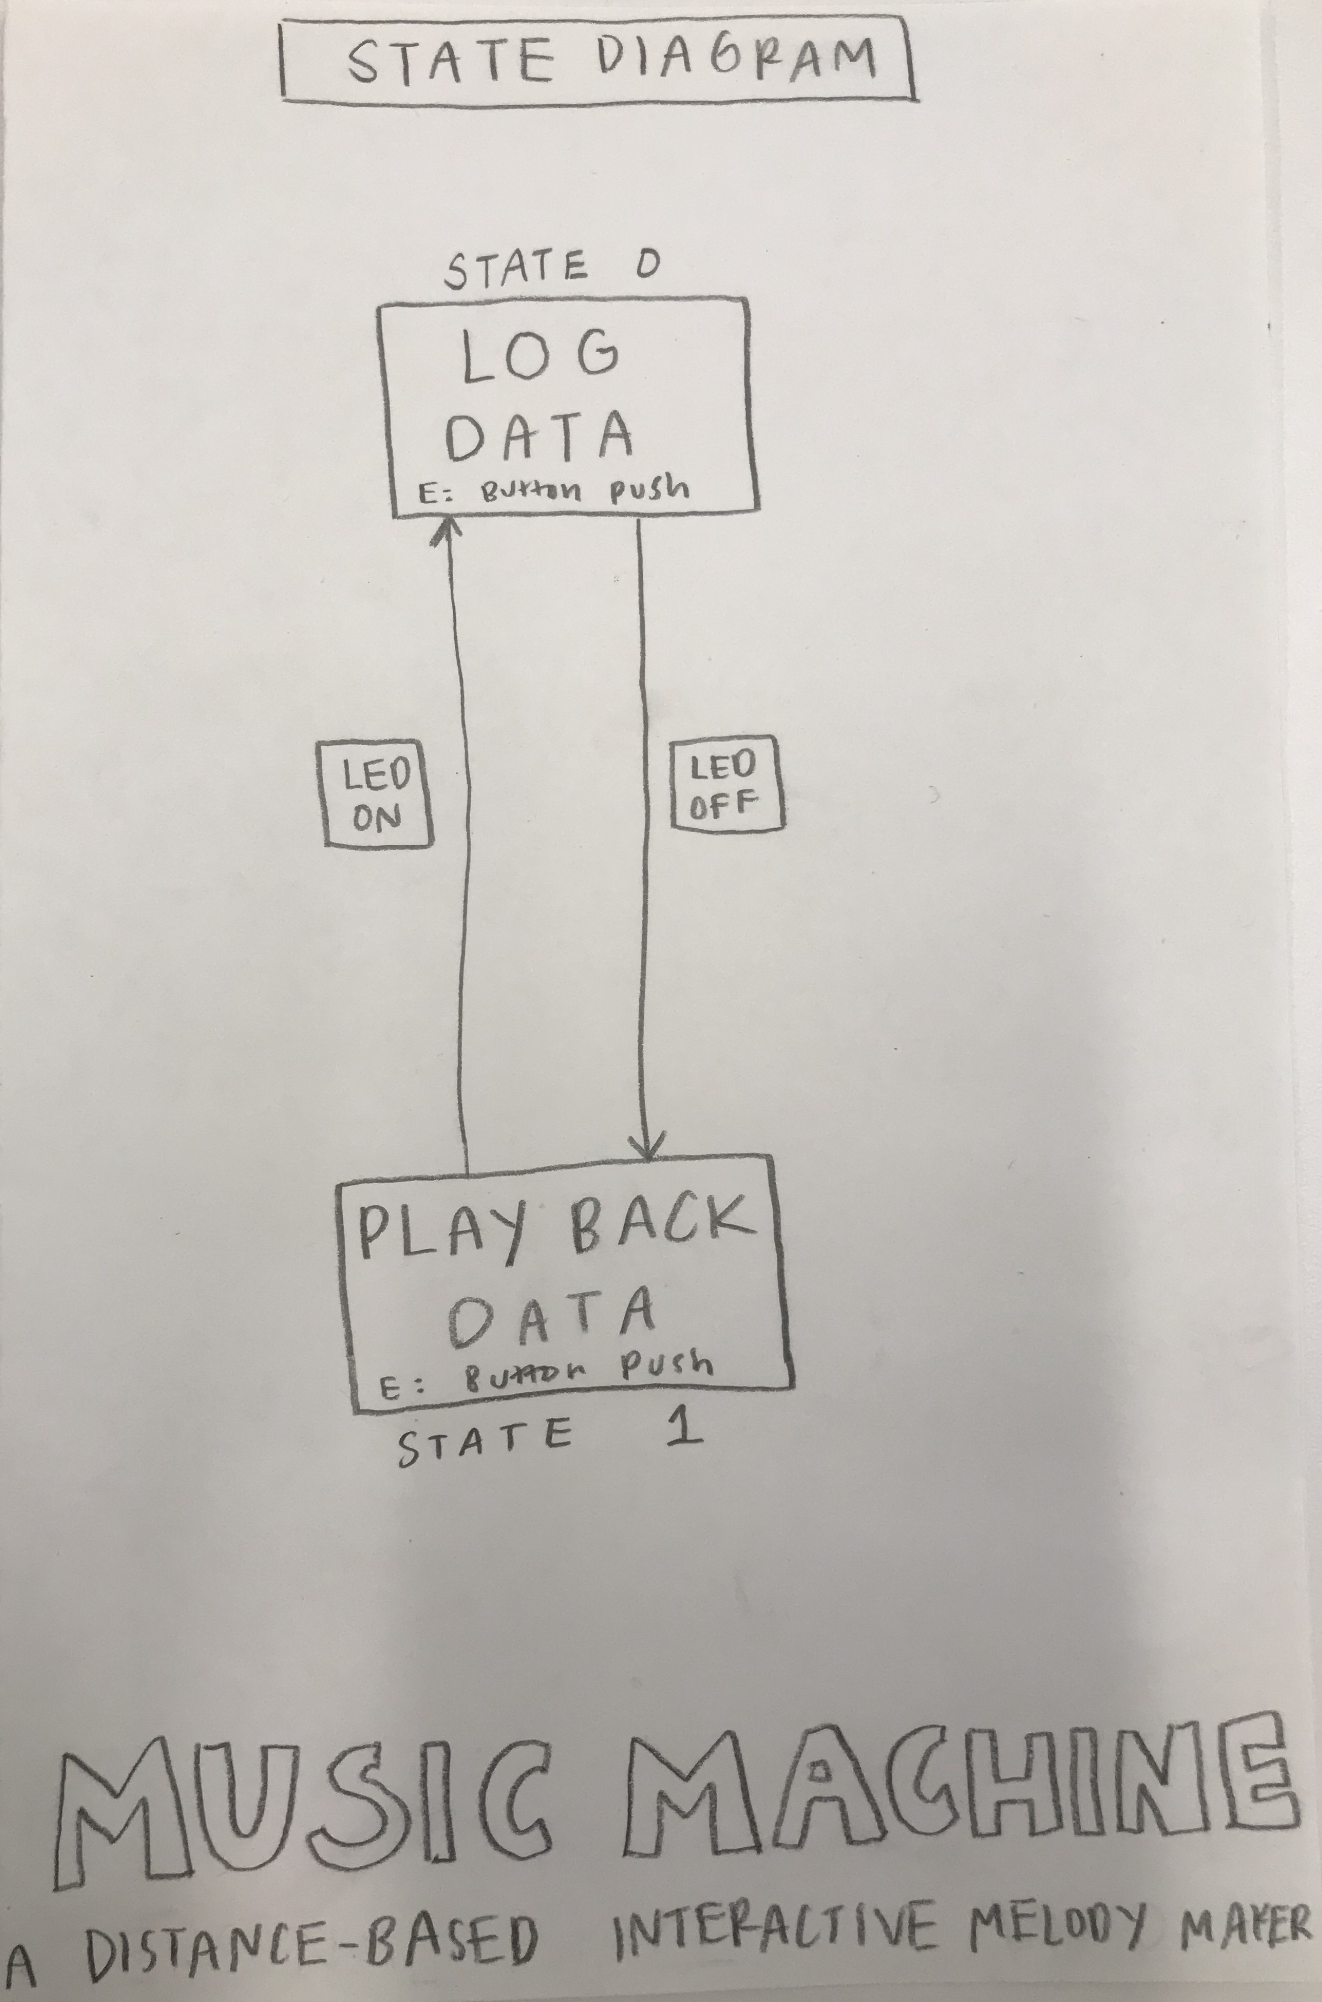 STATE DIAGRAM
STATE 0
LOG
DATA
E: Button push
LED
ON
LED
OFF
PLAY BACK
DATA
E: Button push
STATE 1
MUSIC MACHINE
A DISTANCE-BASED INTERACTIVE MELODY MAKER